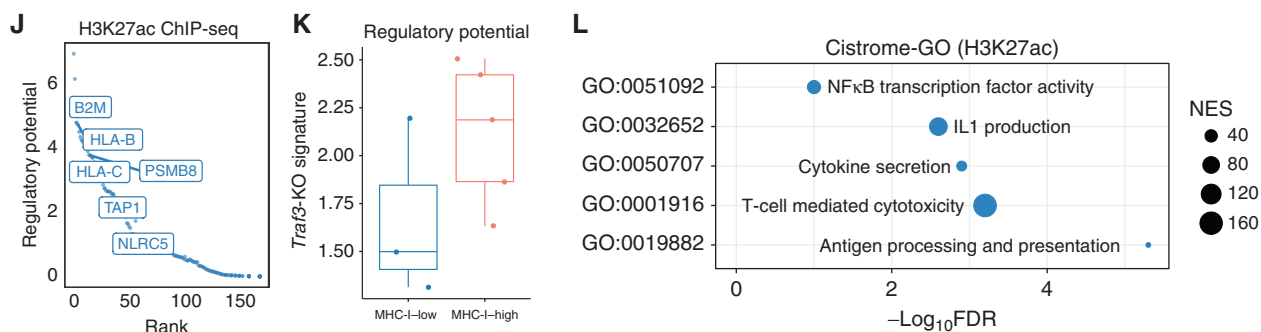 J
H3K27ac ChIP-seq
Regulatory potential
6
4
2
0
B2M
HLA-B
HLA-C
PSMB8
TAP1
NLRC5
0 50 100 150
Rank
K
Regulatory potential
Traf3-KO signature
2.50
2.25
2.00
1.75
1.50
MHC-I–low MHC-I–high
L
Cistrome-GO (H3K27ac)
GO:0051092 NFκB transcription factor activity
GO:0032652 IL1 production
GO:0050707 Cytokine secretion
GO:0001916 T-cell mediated cytotoxicity
GO:0019882 Antigen processing and presentation
0 2 4
–Log10FDR
NES
40
80
120
160